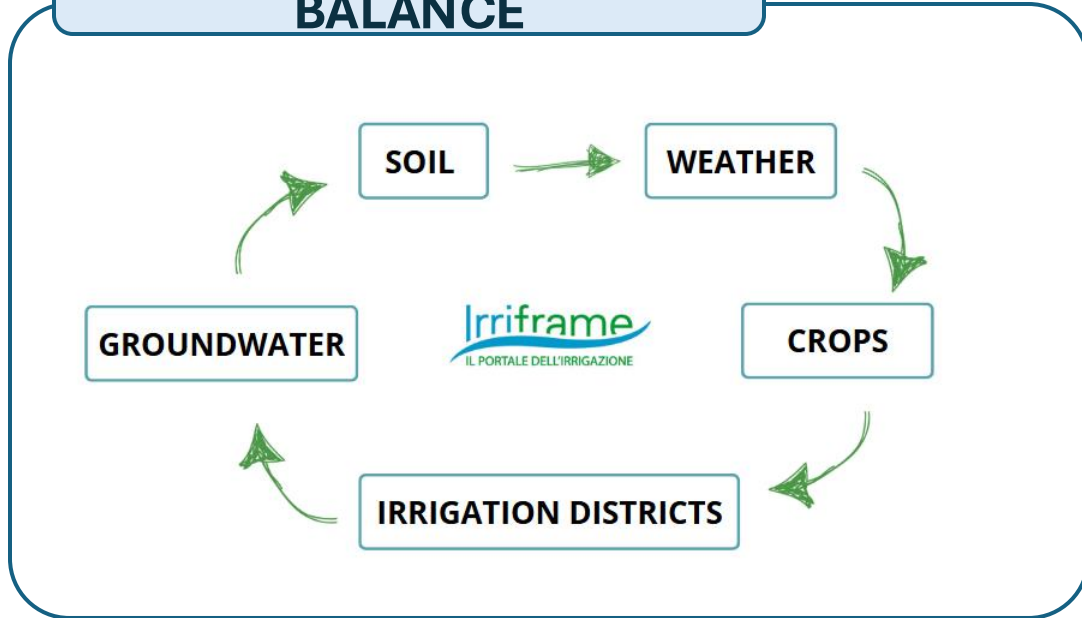 BALANCE
SOIL
WEATHER
GROUNDWATER
Irriframe
IL PORTALE DELL'IRRIGAZIONE
CROPS
IRRIGATION DISTRICTS